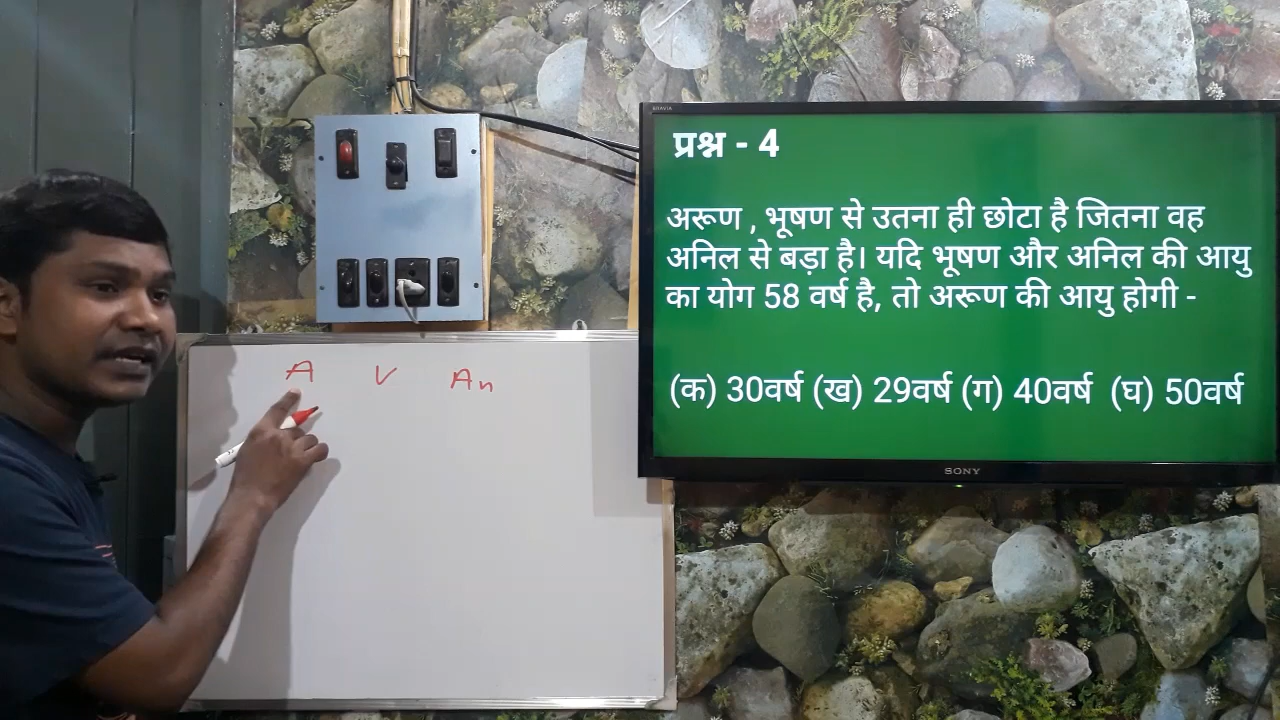 प्रश्न - 4
अरूण , भूषण से उतना ही छोटा है जितना वह
अनिल से बड़ा है। यदि भूषण और अनिल की आयु
का योग 58 वर्ष है, तो अरूण की आयु होगी -
(क) 30वर्ष (ख) 29वर्ष (ग) 40वर्ष (घ) 50वर्ष
A V An
SONY